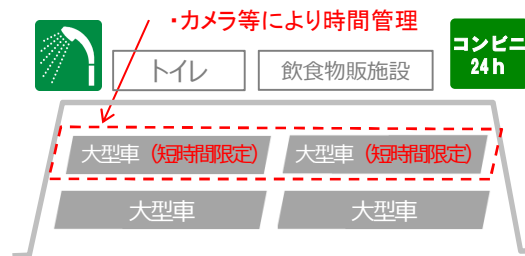 ・カメラ等により時間管理
コンビニ
24h
トイレ
飲食物販施設
大型車（短時間限定）
大型車（短時間限定）
大型車
大型車